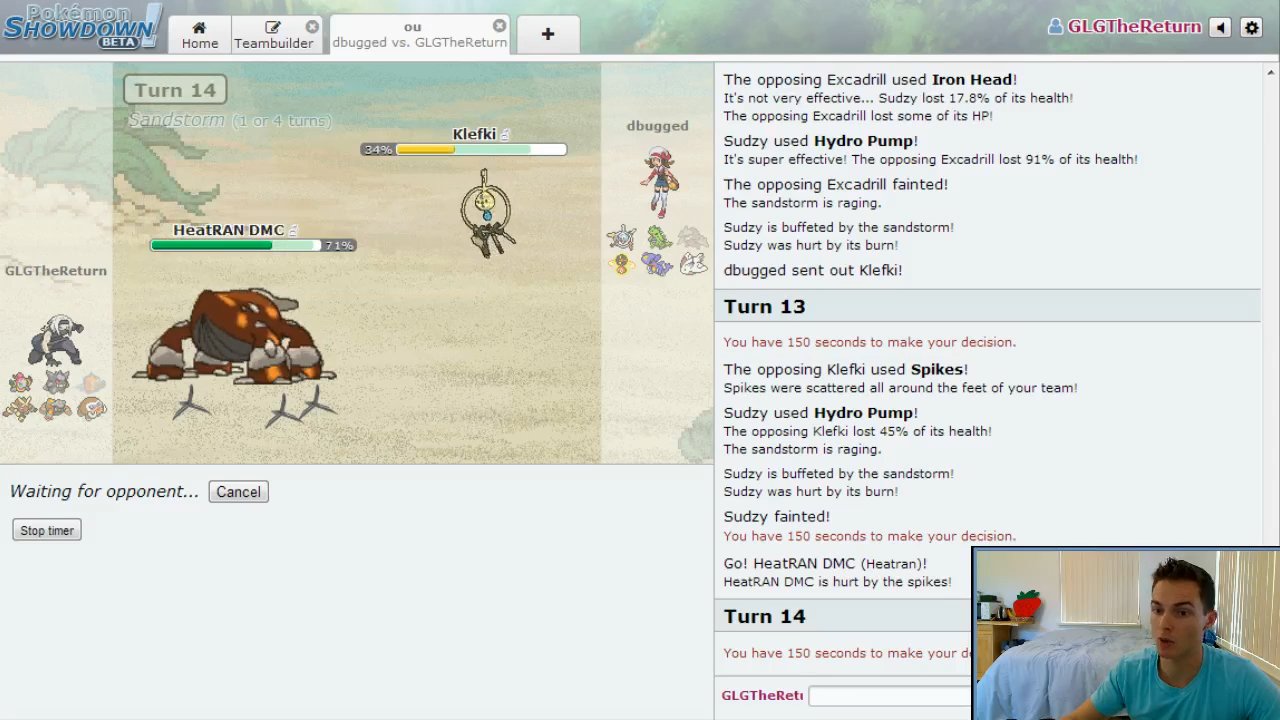 Pokémon
SHOWDOWN
BETA
Home
Teambuilder
ou
dbugged vs. GLGTheReturn
+
GLGTheReturn
Turn 14
Sandstorm (1 or 4 turns)
Klefki
34%
dbugged
HeatRAN DMC
71%
GLGTheReturn
Waiting for opponent...
Cancel
Stop timer
The opposing Excadrill used Iron Head!
It's not very effective... Sudzy lost 17.8% of its health!
The opposing Excadrill lost some of its HP!
Sudzy used Hydro Pump!
It's super effective! The opposing Excadrill lost 91% of its health!
The opposing Excadrill fainted!
The sandstorm is raging.
Sudzy is buffeted by the sandstorm!
Sudzy was hurt by its burn!
dbugged sent out Klefki!
Turn 13
You have 150 seconds to make your decision.
The opposing Klefki used Spikes!
Spikes were scattered all around the feet of your team!
Sudzy used Hydro Pump!
The opposing Klefki lost 45% of its health!
The sandstorm is raging.
Sudzy is buffeted by the sandstorm!
Sudzy was hurt by its burn!
Sudzy fainted!
You have 150 seconds to make your decision.
Go! HeatRAN DMC (Heatran)!
HeatRAN DMC is hurt by the spikes!
Turn 14
You have 150 seconds to make your de
GLGTheRetu